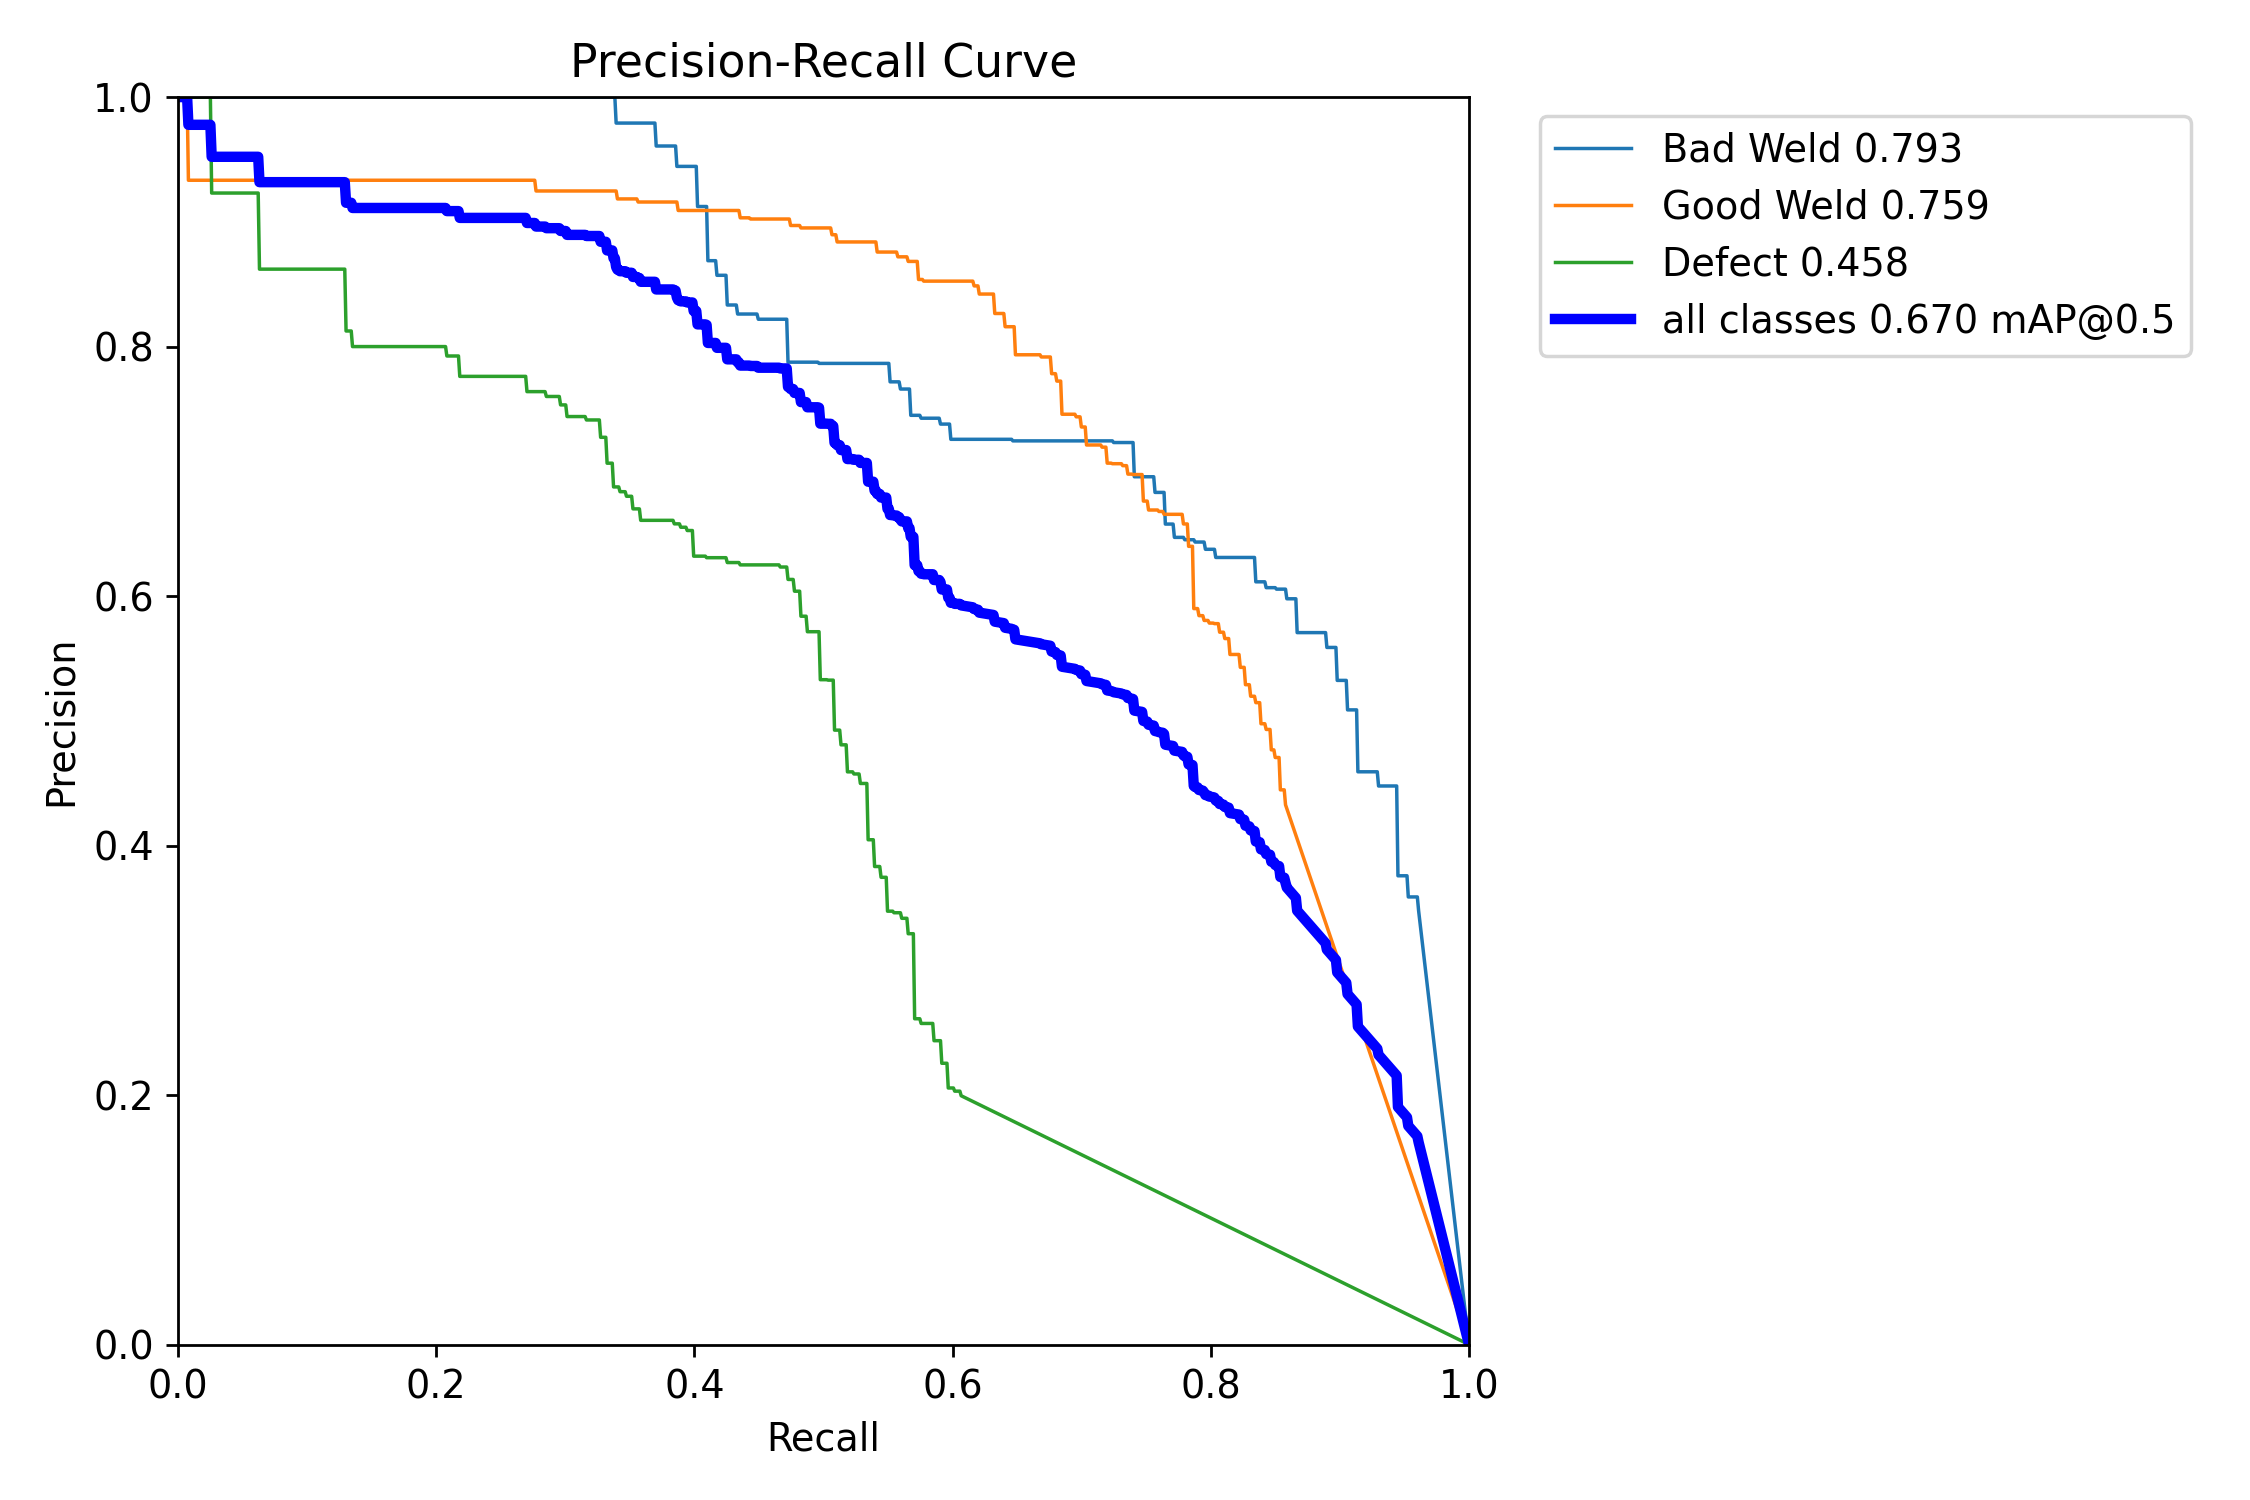 Precision-Recall Curve
1.0
0.8
0.6
0.4
0.2
0.0
Precision
0.0 0.2 0.4 0.6 0.8 1.0
Recall
Bad Weld 0.793
Good Weld 0.759
Defect 0.458
all classes 0.670 mAP@0.5